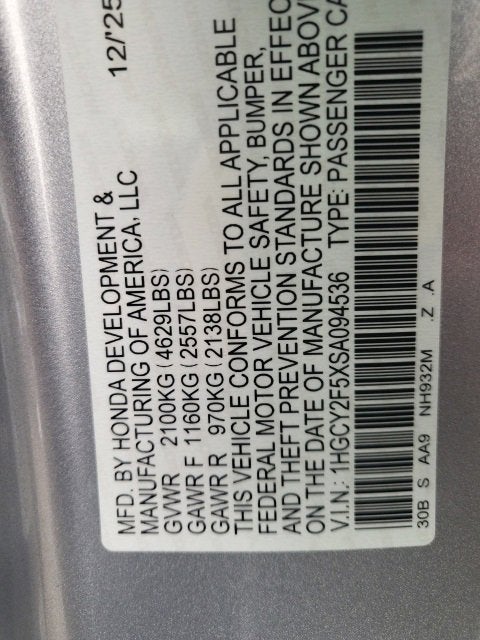 12/'25
MFD. BY HONDA DEVELOPMENT &
MANUFACTURING OF AMERICA, LLC
GVWR 2100KG (4629LBS)
GAWR F 1160KG (2557LBS)
GAWR R 970KG (2138LBS)
THIS VEHICLE CONFORMS TO ALL APPLICABLE
FEDERAL MOTOR VEHICLE SAFETY, BUMPER,
AND THEFT PREVENTION STANDARDS IN EFFEC
ON THE DATE OF MANUFACTURE SHOWN ABOV
V.I.N.: 1HGCY2F5XSA094536 TYPE: PASSENGER CA
30B S AA9 NH932M .Z .A